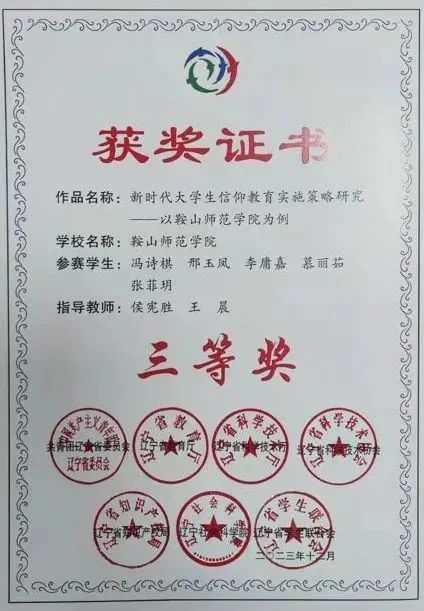 获奖证书
作品名称：新时代大学生信仰教育实施策略研究
——以鞍山师范学院为例
学校名称：鞍山师范学院
参赛学生：冯诗棋 邢玉凤 李庸嘉 慕丽茹
张菲玥
指导教师：侯宪胜 王晨
三等奖
共青团辽宁省委员会 辽宁省教育厅 辽宁省科学技术厅 辽宁省科学技术协会
辽宁省知识产权局 辽宁社会科学院 辽宁省学生联合会
二〇二三年十二月